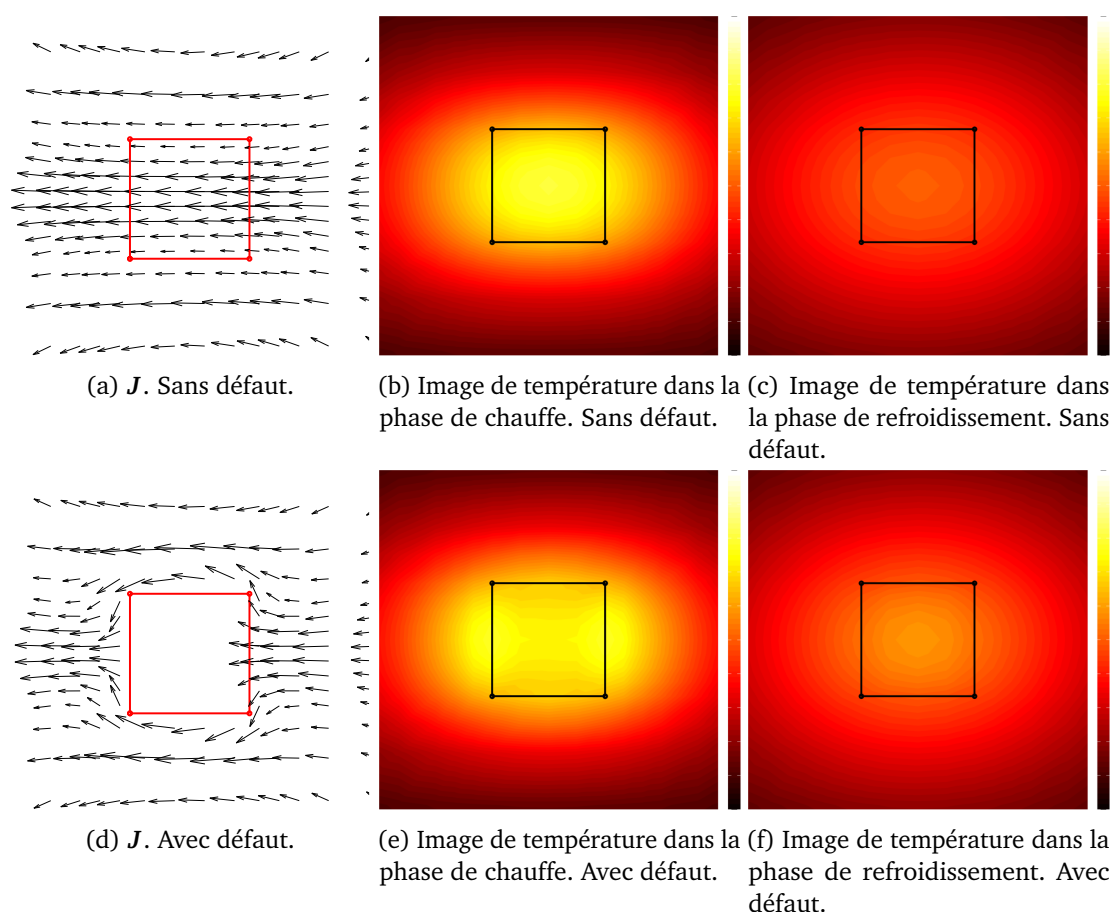 (a) J. Sans défaut.
(b) Image de température dans la
phase de chauffe. Sans défaut.
(c) Image de température dans
la phase de refroidissement. Sans
défaut.
(d) J. Avec défaut.
(e) Image de température dans la
phase de chauffe. Avec défaut.
(f) Image de température dans la
phase de refroidissement. Avec
défaut.